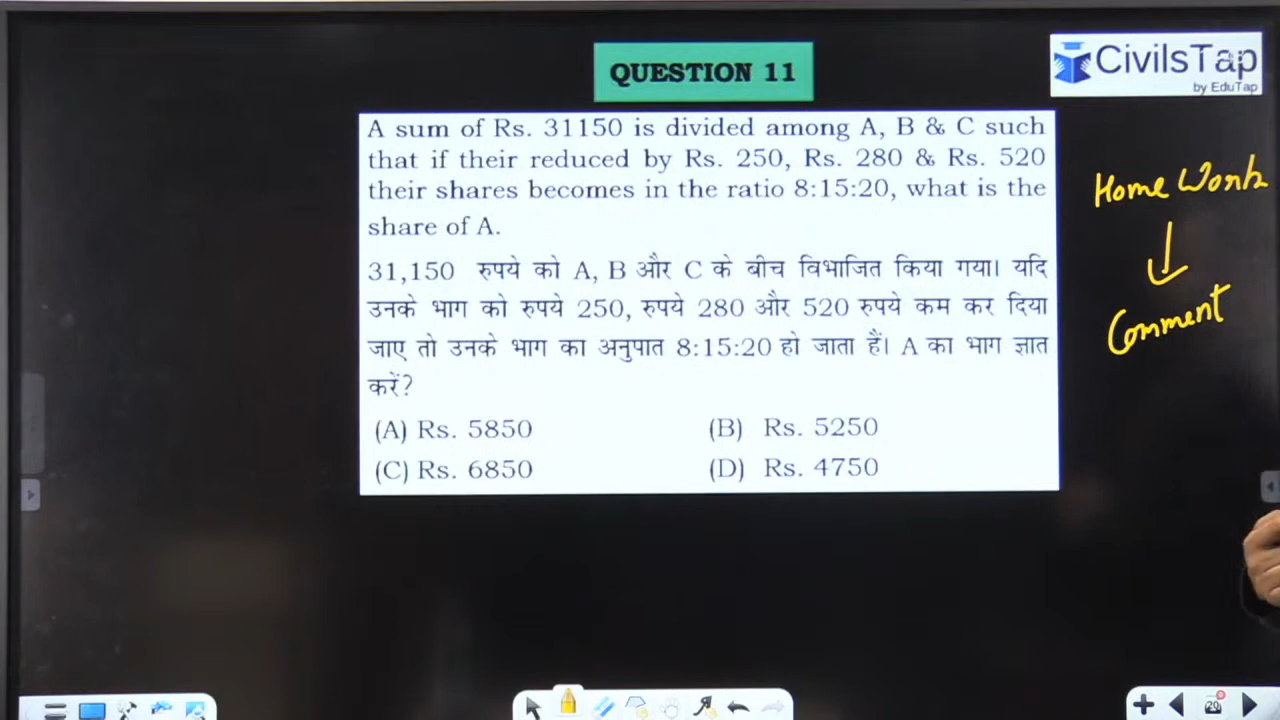 QUESTION 11
CivilsTap
by EduTap
A sum of Rs. 31150 is divided among A, B & C such
that if their reduced by Rs. 250, Rs. 280 & Rs. 520
their shares becomes in the ratio 8:15:20, what is the
share of A.
31,150 रुपये को A, B और C के बीच विभाजित किया गया। यदि
उनके भाग को रुपये 250, रुपये 280 और 520 रुपये कम कर दिया
जाए तो उनके भाग का अनुपात 8:15:20 हो जाता हैं। A का भाग ज्ञात
करें?
(A) Rs. 5850 (B) Rs. 5250
(C) Rs. 6850 (D) Rs. 4750
Home Work
Comment
20